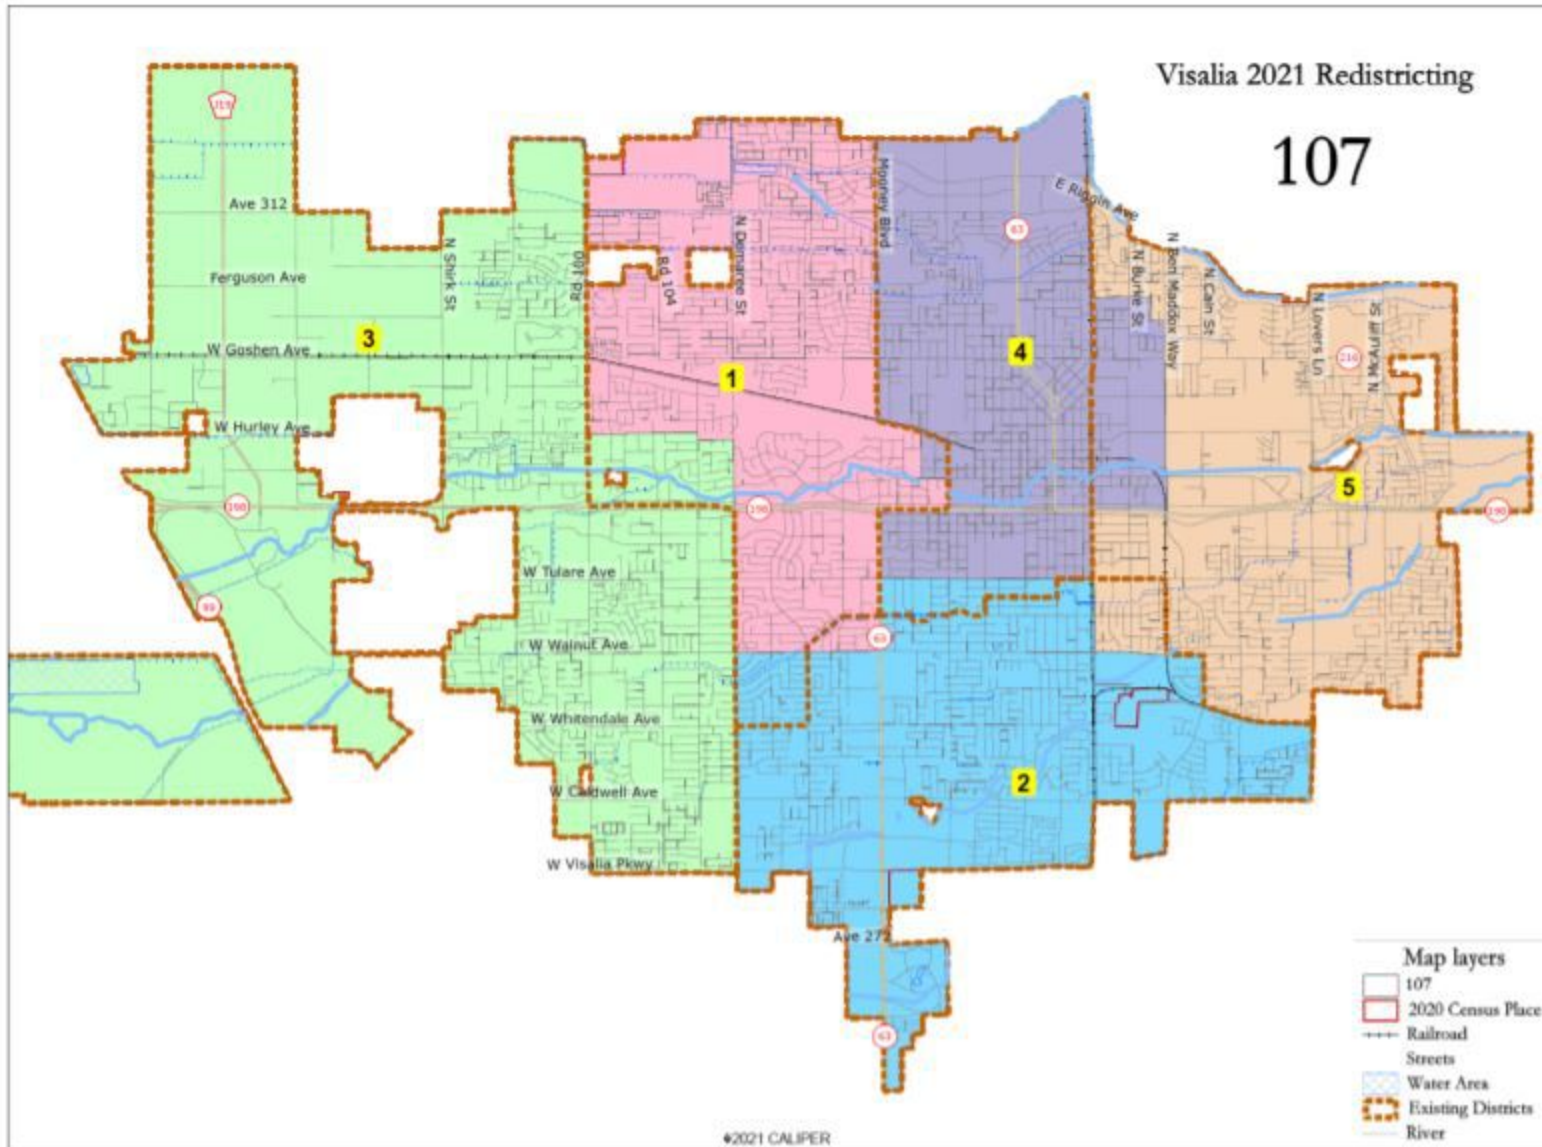 Visalia 2021 Redistricting
107
J19
Ave 312
Ferguson Ave
N Shirk St
Rd 100
Rd 104
N Demaree St
Mooney Blvd
63
E Riggin Ave
N Burke St
N Ben Maddox Way
N Cain St
N Lovers Ln
N McAuliff St
216
W Goshen Ave
3
1
4
W Hurley Ave
198
198
5
198
W Tulare Ave
99
W Walnut Ave
63
W Whitendale Ave
2
W Caldwell Ave
W Visalia Pkwy
Ave 272
63
Map layers
107
2020 Census Place
Railroad
Streets
Water Area
Existing Districts
River
©2021 CALIPER